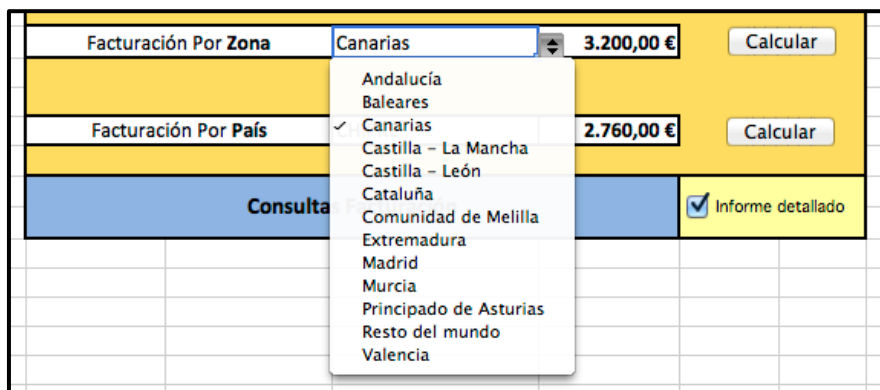 Facturación Por Zona Canarias 3.200,00 € Calcular
Andalucía
Baleares
✓ Canarias
Facturación Por País 2.760,00 € Calcular
Castilla - La Mancha
Castilla - León
Cataluña
Consultas Facturación Informe detallado
Comunidad de Melilla
Extremadura
Madrid
Murcia
Principado de Asturias
Resto del mundo
Valencia